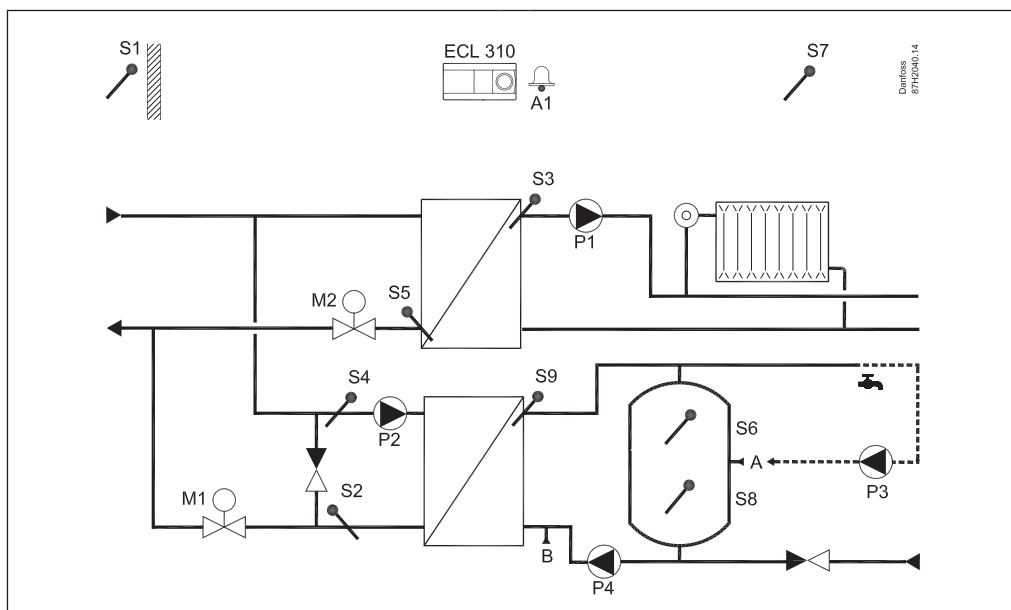 S1
ECL 310
A1
S7
Danfoss
87H2040.14
S3
P1
M2
S5
S4
P2
S9
S6
A
S8
P3
M1
S2
B
P4